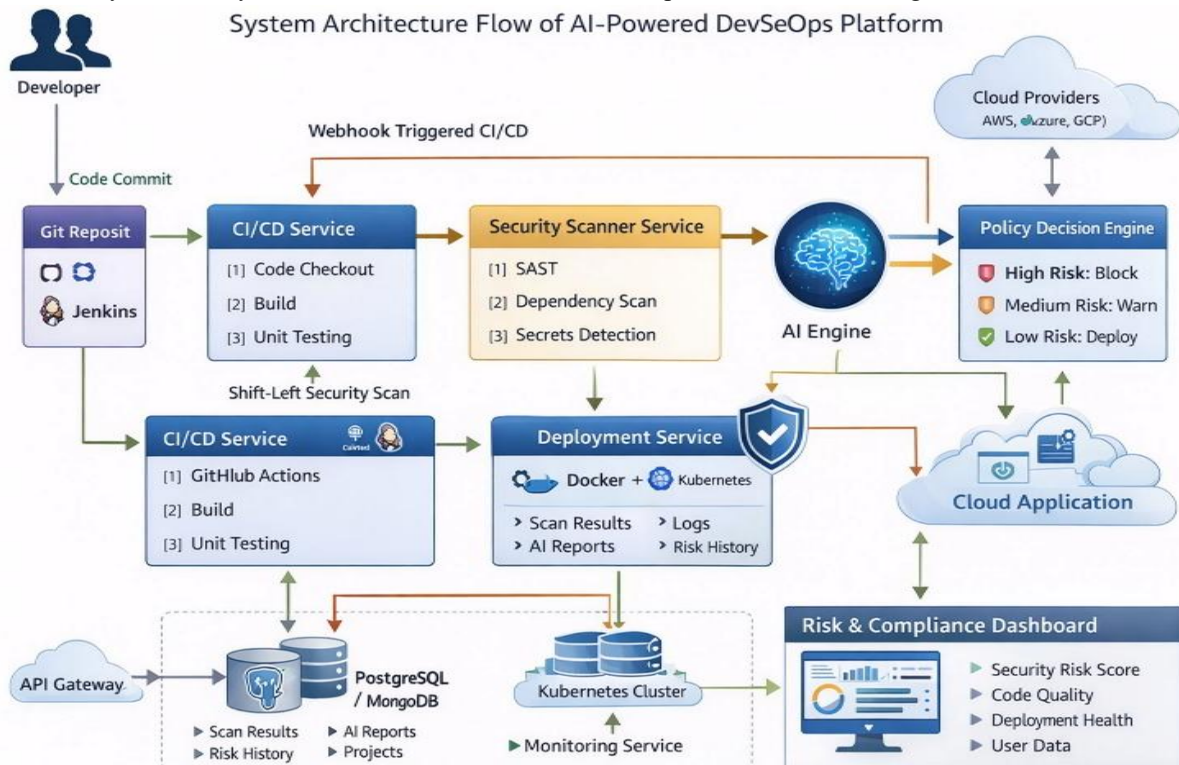 System Architecture Flow of AI-Powered DevSeOps Platform
Developer
Code Commit
Webhook Triggered CI/CD
Cloud Providers
AWS, Azure, GCP)
Git Reposit
Jenkins
CI/CD Service
[1] Code Checkout
[2] Build
[3] Unit Testing
Security Scanner Service
[1] SAST
[2] Dependency Scan
[3] Secrets Detection
AI Engine
Policy Decision Engine
High Risk: Block
Medium Risk: Warn
Low Risk: Deploy
Shift-Left Security Scan
CI/CD Service
[1] GitHlub Actions
[2] Build
[3] Unit Testing
Deployment Service
Docker + Kubernetes
> Scan Results
> Logs
> AI Reports
> Risk History
Cloud Application
API Gateway
PostgreSQL
/ MongoDB
Scan Results
AI Reports
Risk History
Projects
Kubernetes Cluster
Monitoring Service
Risk & Compliance Dashboard
Security Risk Score
Code Quality
Deployment Health
User Data